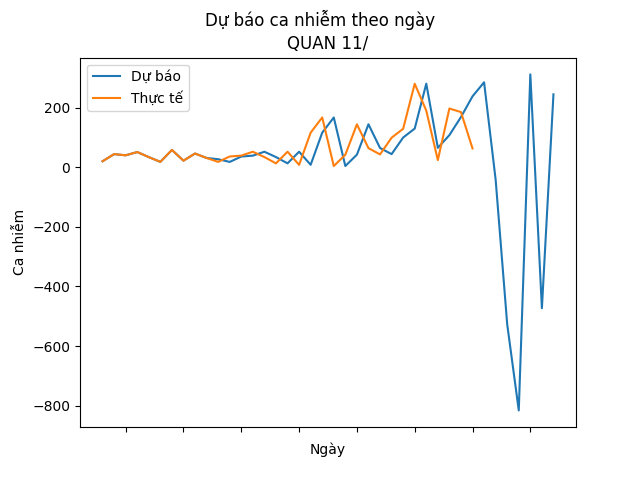 Dự báo ca nhiễm theo ngày
QUAN 11/
Dự báo
Thực tế
200
0
−200
−400
−600
−800
Ca nhiễm
Ngày